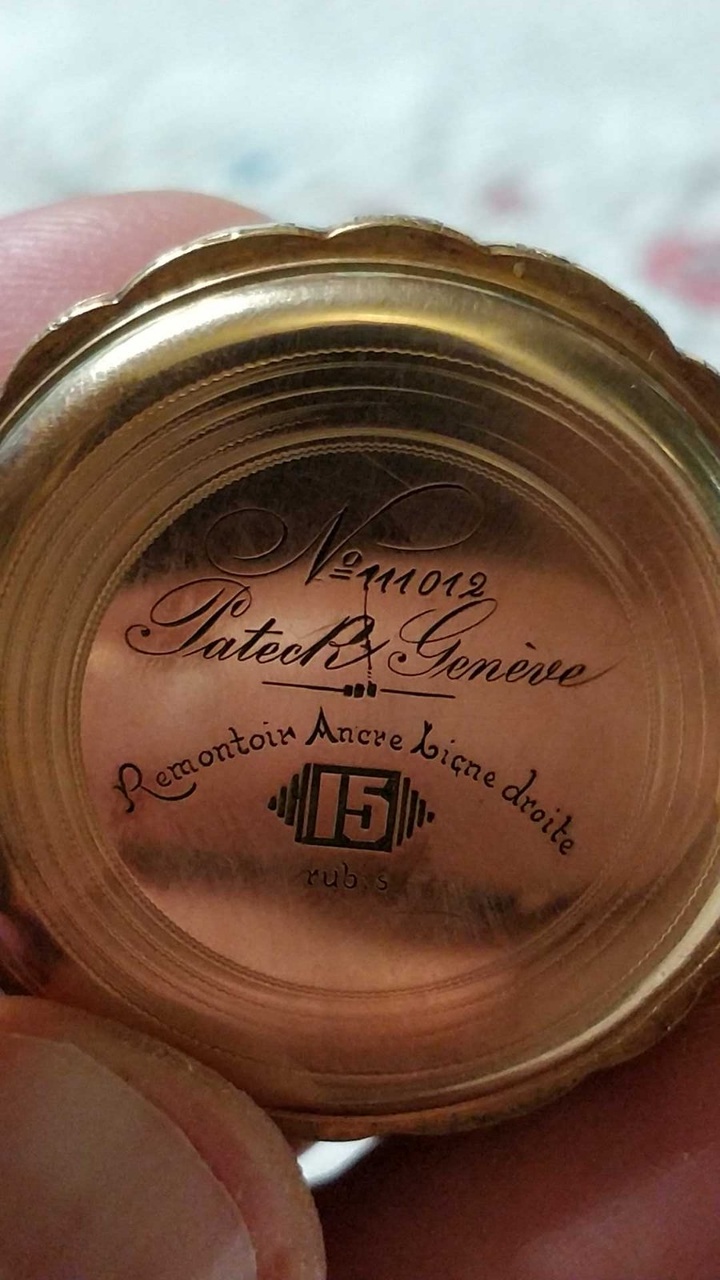 Nº 111012
Pateck Genève
Remontoir Ancre Ligne droite
15
rubis